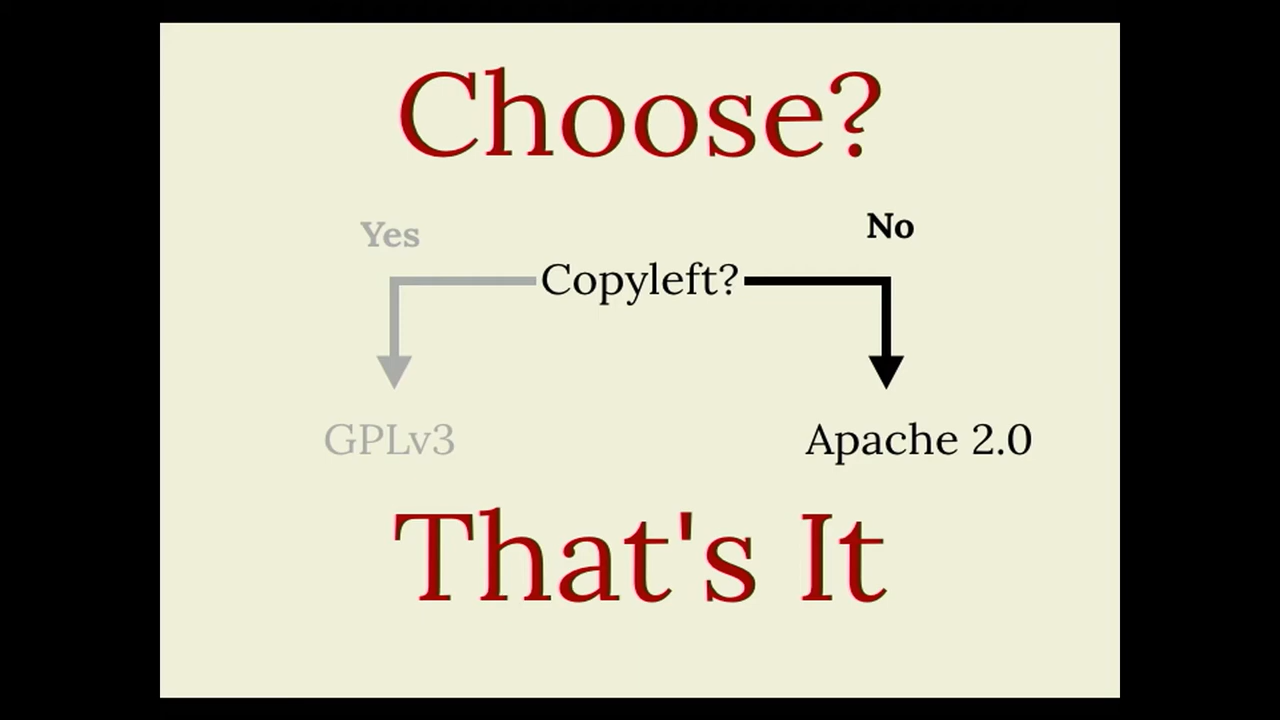 Choose?
Yes
No
Copyleft?
GPLv3
Apache 2.0
That's It